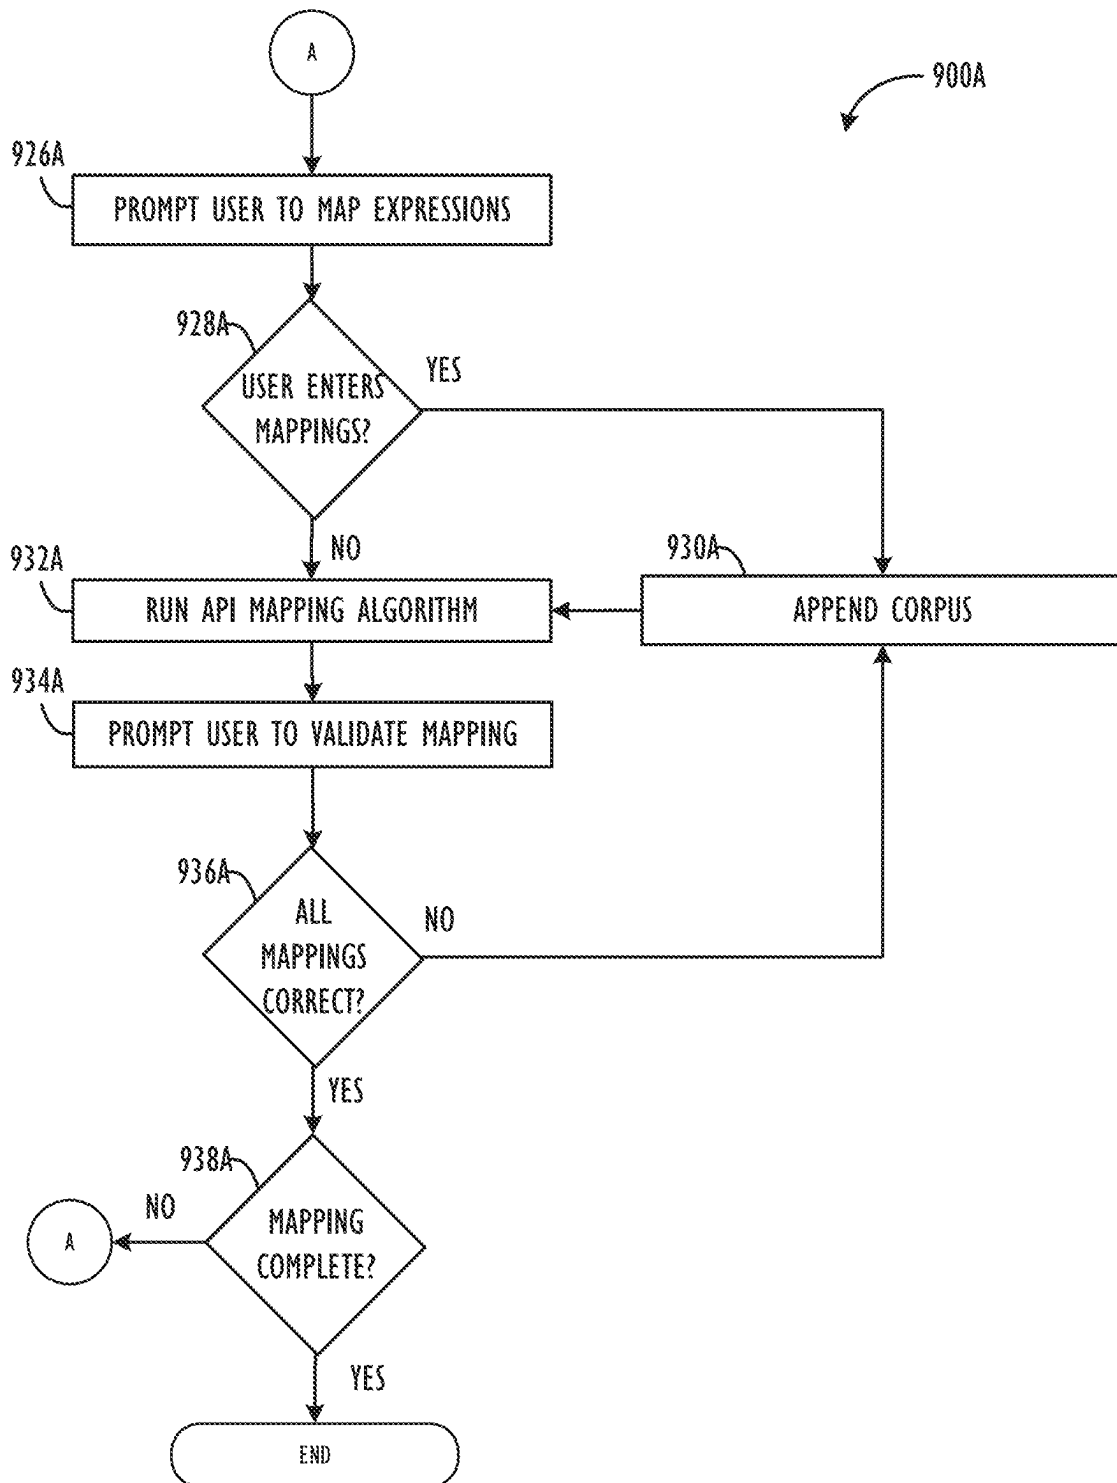 A
900A
926A
PROMPT USER TO MAP EXPRESSIONS
928A
USER ENTERS
MAPPINGS?
YES
NO
932A
RUN API MAPPING ALGORITHM
930A
APPEND CORPUS
934A
PROMPT USER TO VALIDATE MAPPING
936A
ALL
MAPPINGS
CORRECT?
NO
YES
938A
MAPPING
COMPLETE?
NO
A
YES
END